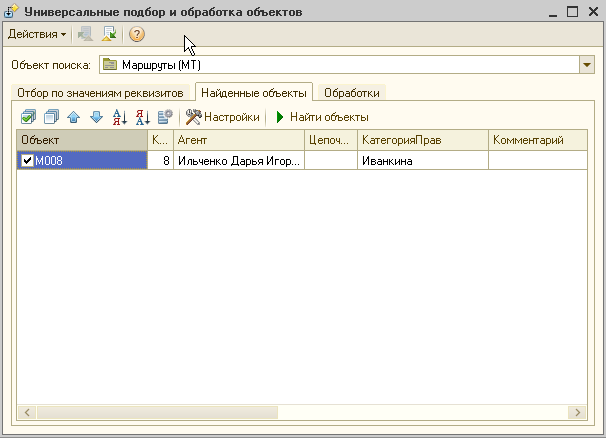 Универсальные подбор и обработка объектов
Действия
Объект поиска: Маршруты (МТ)
Отбор по значениям реквизитов Найденные объекты Обработки
Настройки Найти объекты
Объект К... Агент Цепоч... КатегорияПрав Комментарий
М008 8 Ильченко Дарья Игор... Иванкина